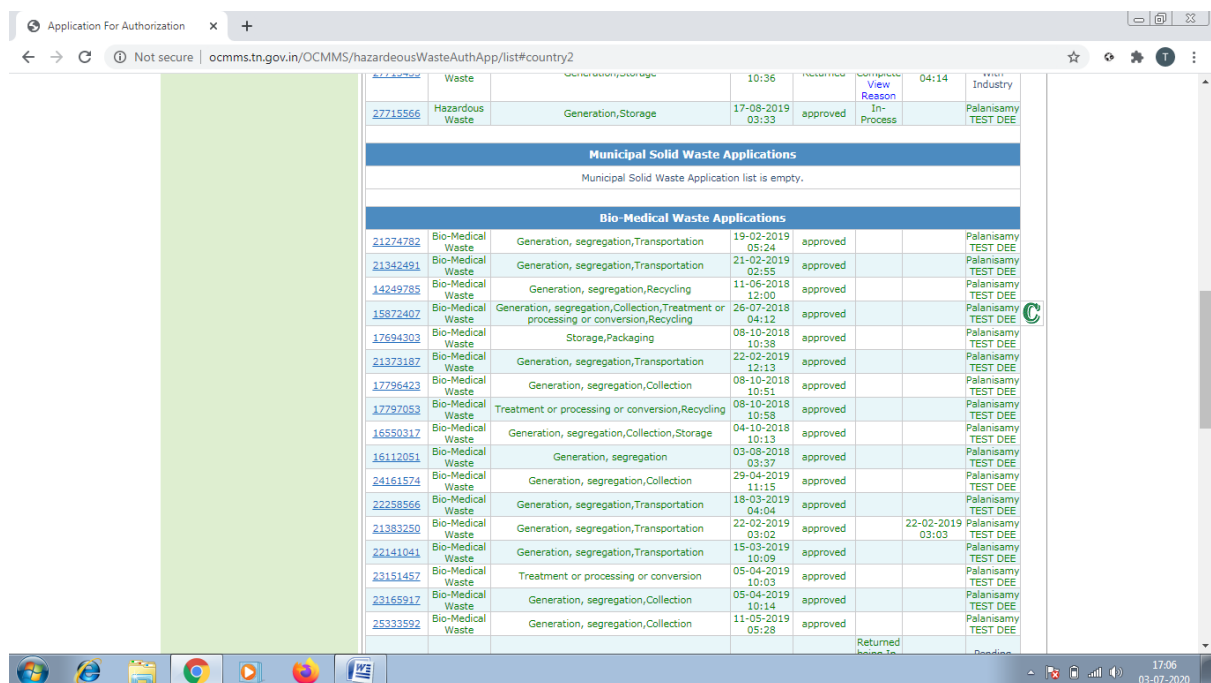 Application For Authorization
Not secure | ocmms.tn.gov.in/OCMMS/hazardeousWasteAuthApp/list#country2
T
Waste 10:36 04:14
View Industry
Reason
27715566 Hazardous Waste Generation,Storage 17-08-2019 03:33 approved In-Process Palanisamy TEST DEE
Municipal Solid Waste Applications
Municipal Solid Waste Application list is empty.
Bio-Medical Waste Applications
21274782 Bio-Medical Waste Generation, segregation,Transportation 19-02-2019 05:24 approved Palanisamy TEST DEE
21342491 Bio-Medical Waste Generation, segregation,Transportation 21-02-2019 02:55 approved Palanisamy TEST DEE
14249785 Bio-Medical Waste Generation, segregation,Recycling 11-06-2018 12:00 approved Palanisamy TEST DEE
15872407 Bio-Medical Waste Generation, segregation,Collection,Treatment or processing or conversion,Recycling 26-07-2018 04:12 approved Palanisamy TEST DEE
C
17694303 Bio-Medical Waste Storage,Packaging 08-10-2018 10:38 approved Palanisamy TEST DEE
21373187 Bio-Medical Waste Generation, segregation,Transportation 22-02-2019 12:13 approved Palanisamy TEST DEE
17796423 Bio-Medical Waste Generation, segregation,Collection 08-10-2018 10:51 approved Palanisamy TEST DEE
17797053 Bio-Medical Waste Treatment or processing or conversion,Recycling 08-10-2018 10:58 approved Palanisamy TEST DEE
16550317 Bio-Medical Waste Generation, segregation,Collection,Storage 04-10-2018 10:13 approved Palanisamy TEST DEE
16112051 Bio-Medical Waste Generation, segregation 03-08-2018 03:37 approved Palanisamy TEST DEE
24161574 Bio-Medical Waste Generation, segregation,Collection 29-04-2019 11:15 approved Palanisamy TEST DEE
22258566 Bio-Medical Waste Generation, segregation,Transportation 18-03-2019 04:04 approved Palanisamy TEST DEE
21383250 Bio-Medical Waste Generation, segregation,Transportation 22-02-2019 03:02 approved 22-02-2019 03:03 Palanisamy TEST DEE
22141041 Bio-Medical Waste Generation, segregation,Transportation 15-03-2019 10:09 approved Palanisamy TEST DEE
23151457 Bio-Medical Waste Treatment or processing or conversion 05-04-2019 10:03 approved Palanisamy TEST DEE
23165917 Bio-Medical Waste Generation, segregation,Collection 05-04-2019 10:14 approved Palanisamy TEST DEE
25333592 Bio-Medical Waste Generation, segregation,Collection 11-05-2019 05:28 approved Palanisamy TEST DEE
Returned
17:06
03-07-2020